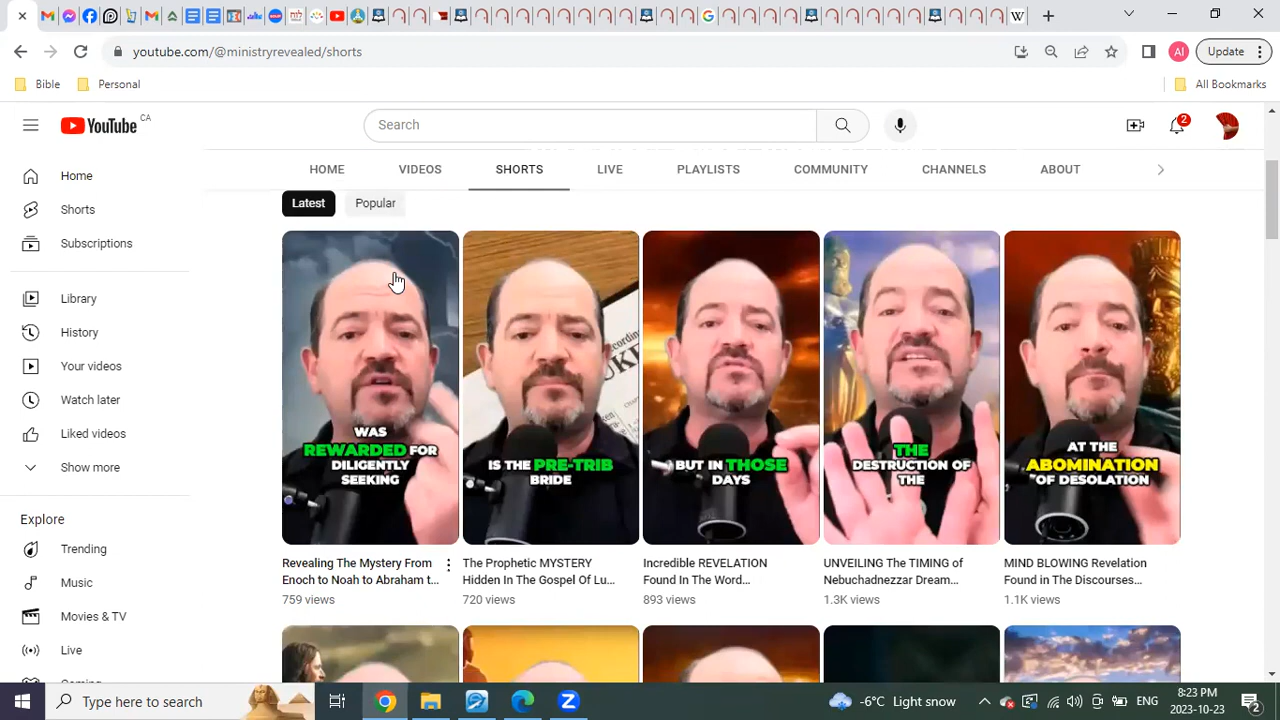 youtube.com/@ministryrevealed/shorts
AI
Update
Bible
Personal
All Bookmarks
YouTube CA
Search
2
HOME
VIDEOS
SHORTS
LIVE
PLAYLISTS
COMMUNITY
CHANNELS
ABOUT
Latest
Popular
Home
Shorts
Subscriptions
Library
History
Your videos
Watch later
Liked videos
Show more
Explore
Trending
Music
Movies & TV
Live
WAS
REWARDED FOR
DILIGENTLY
SEEKING
Revealing The Mystery From
Enoch to Noah to Abraham t...
759 views
IS THE PRE-TRIB
BRIDE
The Prophetic MYSTERY
Hidden In The Gospel Of Lu...
720 views
BUT IN THOSE
DAYS
Incredible REVELATION
Found In The Word...
893 views
THE
DESTRUCTION OF
THE
UNVEILING The TIMING of
Nebuchadnezzar Dream...
1.3K views
AT THE
ABOMINATION
OF DESOLATION
MIND BLOWING Revelation
Found in The Discourses...
1.1K views
Type here to search
-6°C Light snow
ENG
8:23 PM
2023-10-23
2